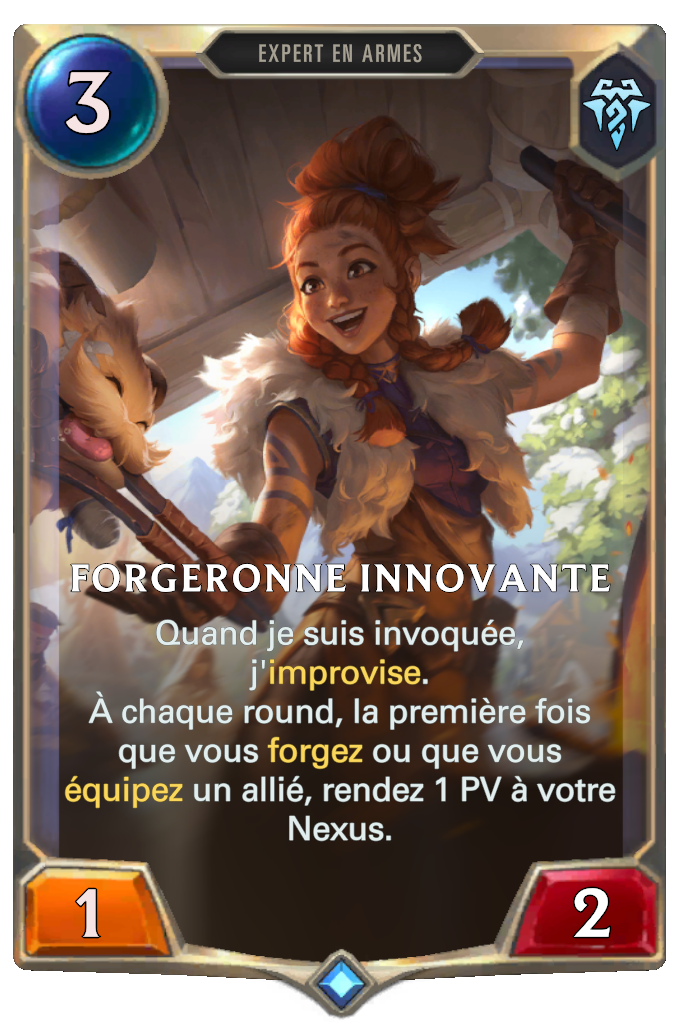 3
EXPERT EN ARMES
FORGERONNE INNOVANTE
Quand je suis invoquée,
j'improvise.
À chaque round, la première fois
que vous forgez ou que vous
équipez un allié, rendez 1 PV à votre
Nexus.
1
2